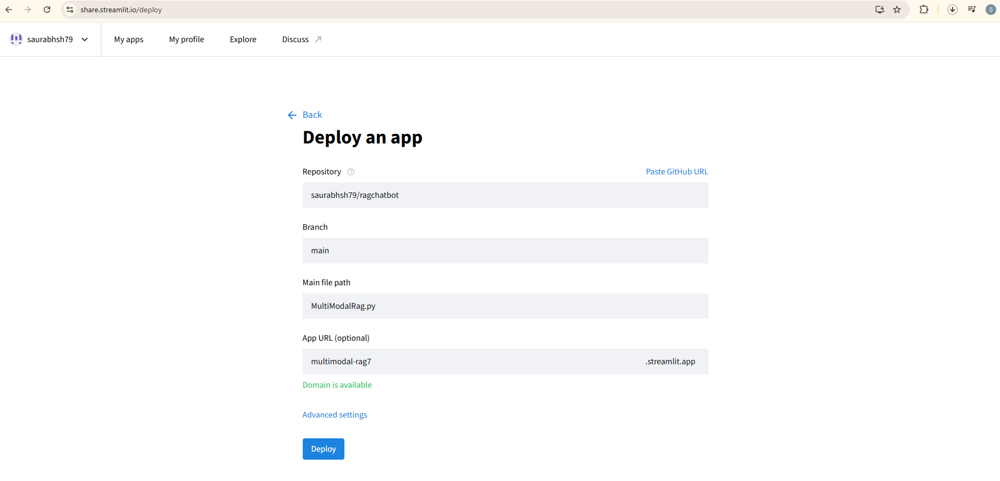 share.streamlit.io/deploy
S
saurabhsh79 My apps My profile Explore Discuss
Back
Deploy an app
Repository Paste GitHub URL
saurabhsh79/ragchatbot
Branch
main
Main file path
MultiModalRag.py
App URL (optional)
multimodal-rag7 .streamlit.app
Domain is available
Advanced settings
Deploy